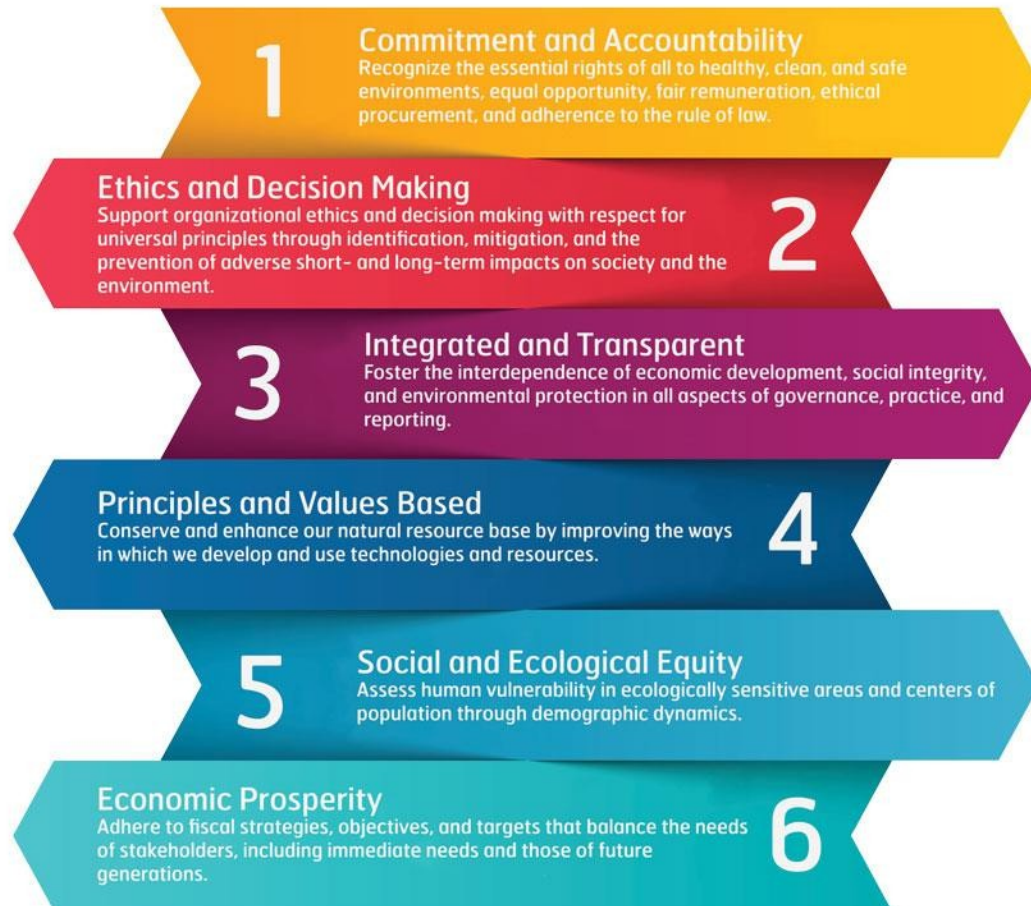 1
Commitment and Accountability
Recognize the essential rights of all to healthy, clean, and safe
environments, equal opportunity, fair remuneration, ethical
procurement, and adherence to the rule of law.
Ethics and Decision Making
Support organizational ethics and decision making with respect for
universal principles through identification, mitigation, and the
prevention of adverse short- and long-term impacts on society and the
environment.
2
3
Integrated and Transparent
Foster the interdependence of economic development, social integrity,
and environmental protection in all aspects of governance, practice, and
reporting.
Principles and Values Based
Conserve and enhance our natural resource base by improving the ways
in which we develop and use technologies and resources.
4
5
Social and Ecological Equity
Assess human vulnerability in ecologically sensitive areas and centers of
population through demographic dynamics.
Economic Prosperity
Adhere to fiscal strategies, objectives, and targets that balance the needs
of stakeholders, including immediate needs and those of future
generations.
6